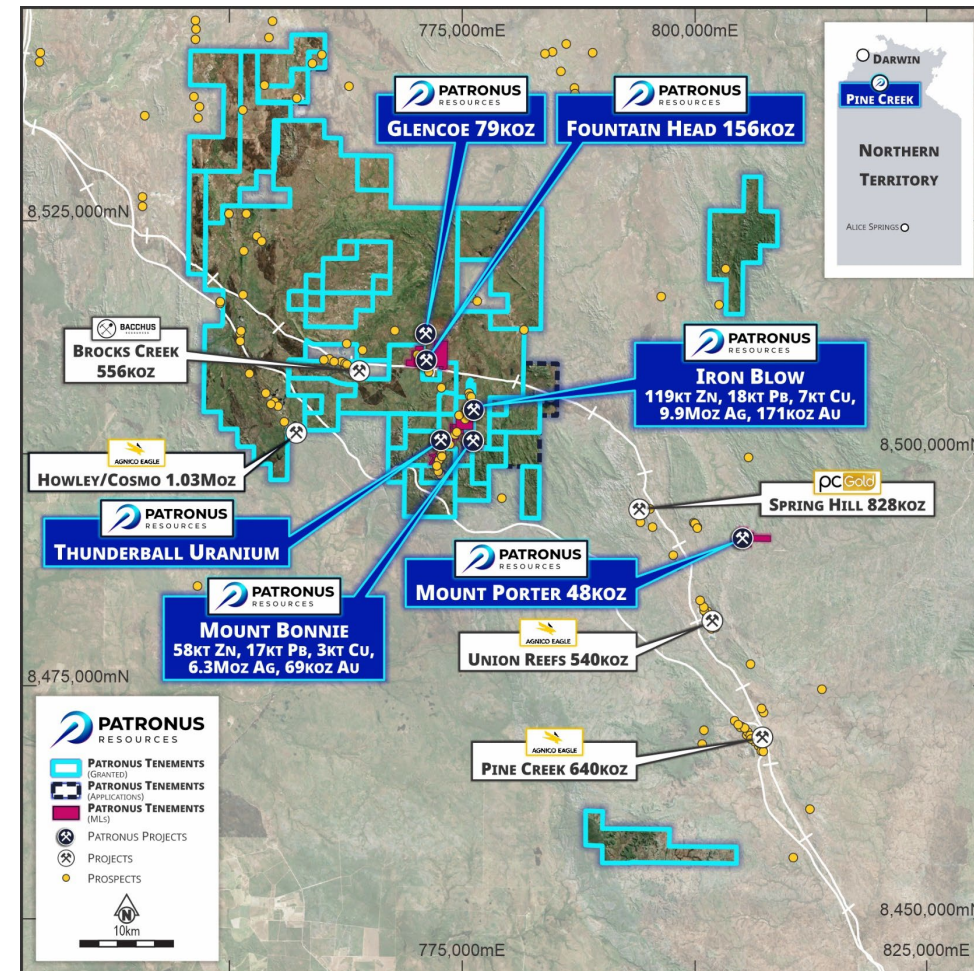 775,000mE
800,000mE
DARWIN
PINE CREEK
NORTHERN
TERRITORY
ALICE SPRINGS
PATRONUS
RESOURCES
GLENCOE 79KOZ
PATRONUS
RESOURCES
FOUNTAIN HEAD 156KOZ
8,525,000mN
BACCHUS
RESOURCES
BROCKS CREEK
556KOZ
PATRONUS
RESOURCES
IRON BLOW
119KT ZN, 18KT PB, 7KT CU,
9.9MOZ AG, 171KOZ AU
8,500,000mN
AGNICO EAGLE
HOWLEY/COSMO 1.03MOZ
pcGold
SPRING HILL 828KOZ
PATRONUS
RESOURCES
THUNDERBALL URANIUM
PATRONUS
RESOURCES
MOUNT PORTER 48KOZ
PATRONUS
RESOURCES
MOUNT BONNIE
58KT ZN, 17KT PB, 3KT CU,
6.3MOZ AG, 69KOZ AU
AGNICO EAGLE
UNION REEFS 540KOZ
8,475,000mN
AGNICO EAGLE
PINE CREEK 640KOZ
PATRONUS
RESOURCES
PATRONUS TENEMENTS
(GRANTED)
PATRONUS TENEMENTS
(APPLICATIONS)
PATRONUS TENEMENTS
(MLS)
PATRONUS PROJECTS
PROJECTS
PROSPECTS
N
10km
8,450,000mN
775,000mE
825,000mE